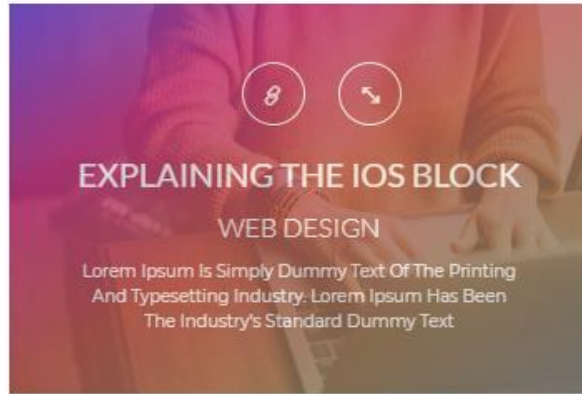 EXPLAINING THE IOS BLOCK
WEB DESIGN
Lorem Ipsum Is Simply Dummy Text Of The Printing
And Typesetting Industry. Lorem Ipsum Has Been
The Industry's Standard Dummy Text